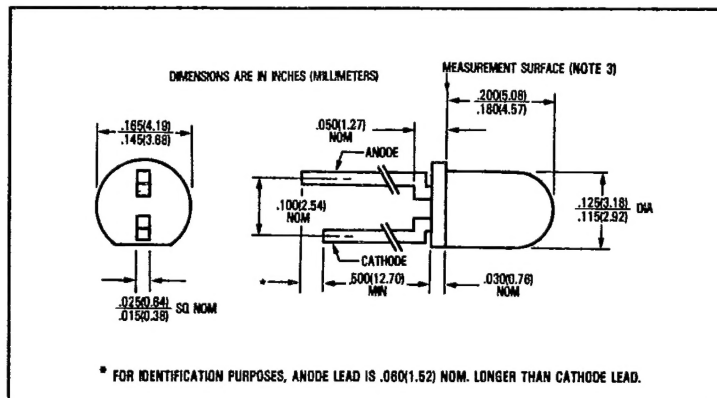 DIMENSIONS ARE IN INCHES (MILLIMETERS)
MEASUREMENT SURFACE (NOTE 3)
.200(5.08)
.180(4.57)
.165(4.19)
.145(3.68)
.050(1.27)
NOM
ANODE
.100(2.54)
NOM
.125(3.18)
.115(2.92)
DIA
CATHODE
.025(0.64)
.015(0.38)
SQ NOM
*
.500(12.70)
MIN
.030(0.76)
NOM
* FOR IDENTIFICATION PURPOSES, ANODE LEAD IS .060(1.52) NOM. LONGER THAN CATHODE LEAD.